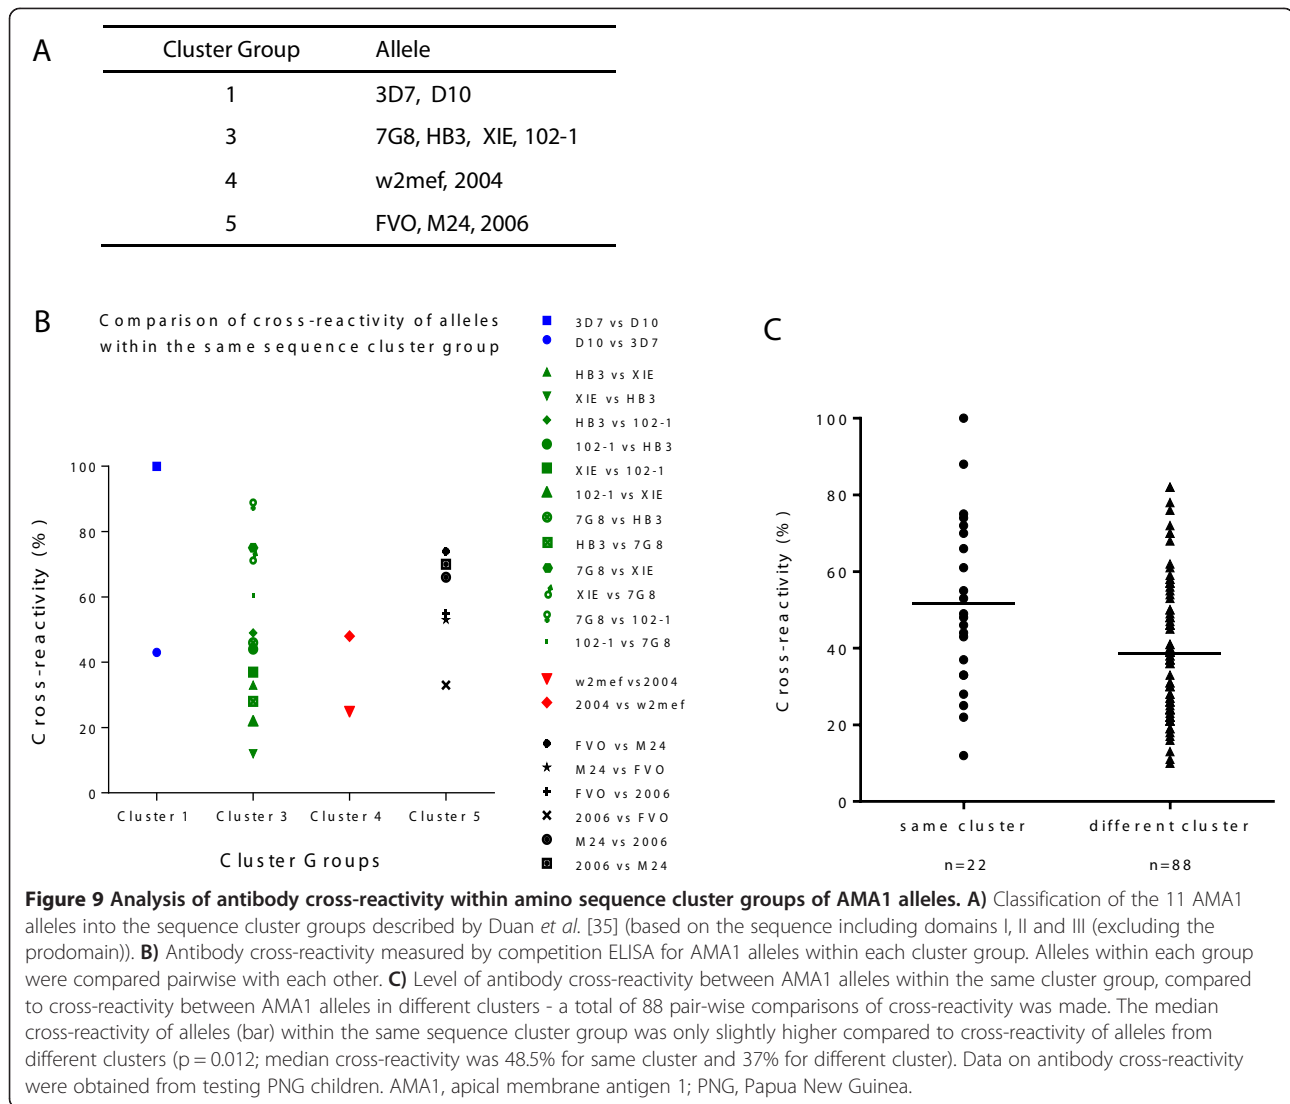 A
Cluster Group Allele
1 3D7, D10
3 7G8, HB3, XIE, 102-1
4 w2mef, 2004
5 FVO, M24, 2006
B
Comparison of cross-reactivity of alleles
within the same sequence cluster group
Cross-reactivity (%)
100
80
60
40
20
0
Cluster 1 Cluster 3 Cluster 4 Cluster 5
Cluster Groups
3D7 vs D10
D10 vs 3D7
HB3 vs XIE
XIE vs HB3
HB3 vs 102-1
102-1 vs HB3
XIE vs 102-1
102-1 vs XIE
7G8 vs HB3
HB3 vs 7G8
7G8 vs XIE
XIE vs 7G8
7G8 vs 102-1
102-1 vs 7G8
w2mef vs2004
2004 vs w2mef
FVO vs M24
M24 vs FVO
FVO vs 2006
2006 vs FVO
M24 vs 2006
2006 vs M24
C
Cross-reactivity (%)
100
80
60
40
20
0
same cluster different cluster
n=22 n=88
Figure 9 Analysis of antibody cross-reactivity within amino sequence cluster groups of AMA1 alleles. A) Classification of the 11 AMA1
alleles into the sequence cluster groups described by Duan et al. [35] (based on the sequence including domains I, II and III (excluding the
prodomain)). B) Antibody cross-reactivity measured by competition ELISA for AMA1 alleles within each cluster group. Alleles within each group
were compared pairwise with each other. C) Level of antibody cross-reactivity between AMA1 alleles within the same cluster group, compared
to cross-reactivity between AMA1 alleles in different clusters - a total of 88 pair-wise comparisons of cross-reactivity was made. The median
cross-reactivity of alleles (bar) within the same sequence cluster group was only slightly higher compared to cross-reactivity of alleles from
different clusters (p = 0.012; median cross-reactivity was 48.5% for same cluster and 37% for different cluster). Data on antibody cross-reactivity
were obtained from testing PNG children. AMA1, apical membrane antigen 1; PNG, Papua New Guinea.